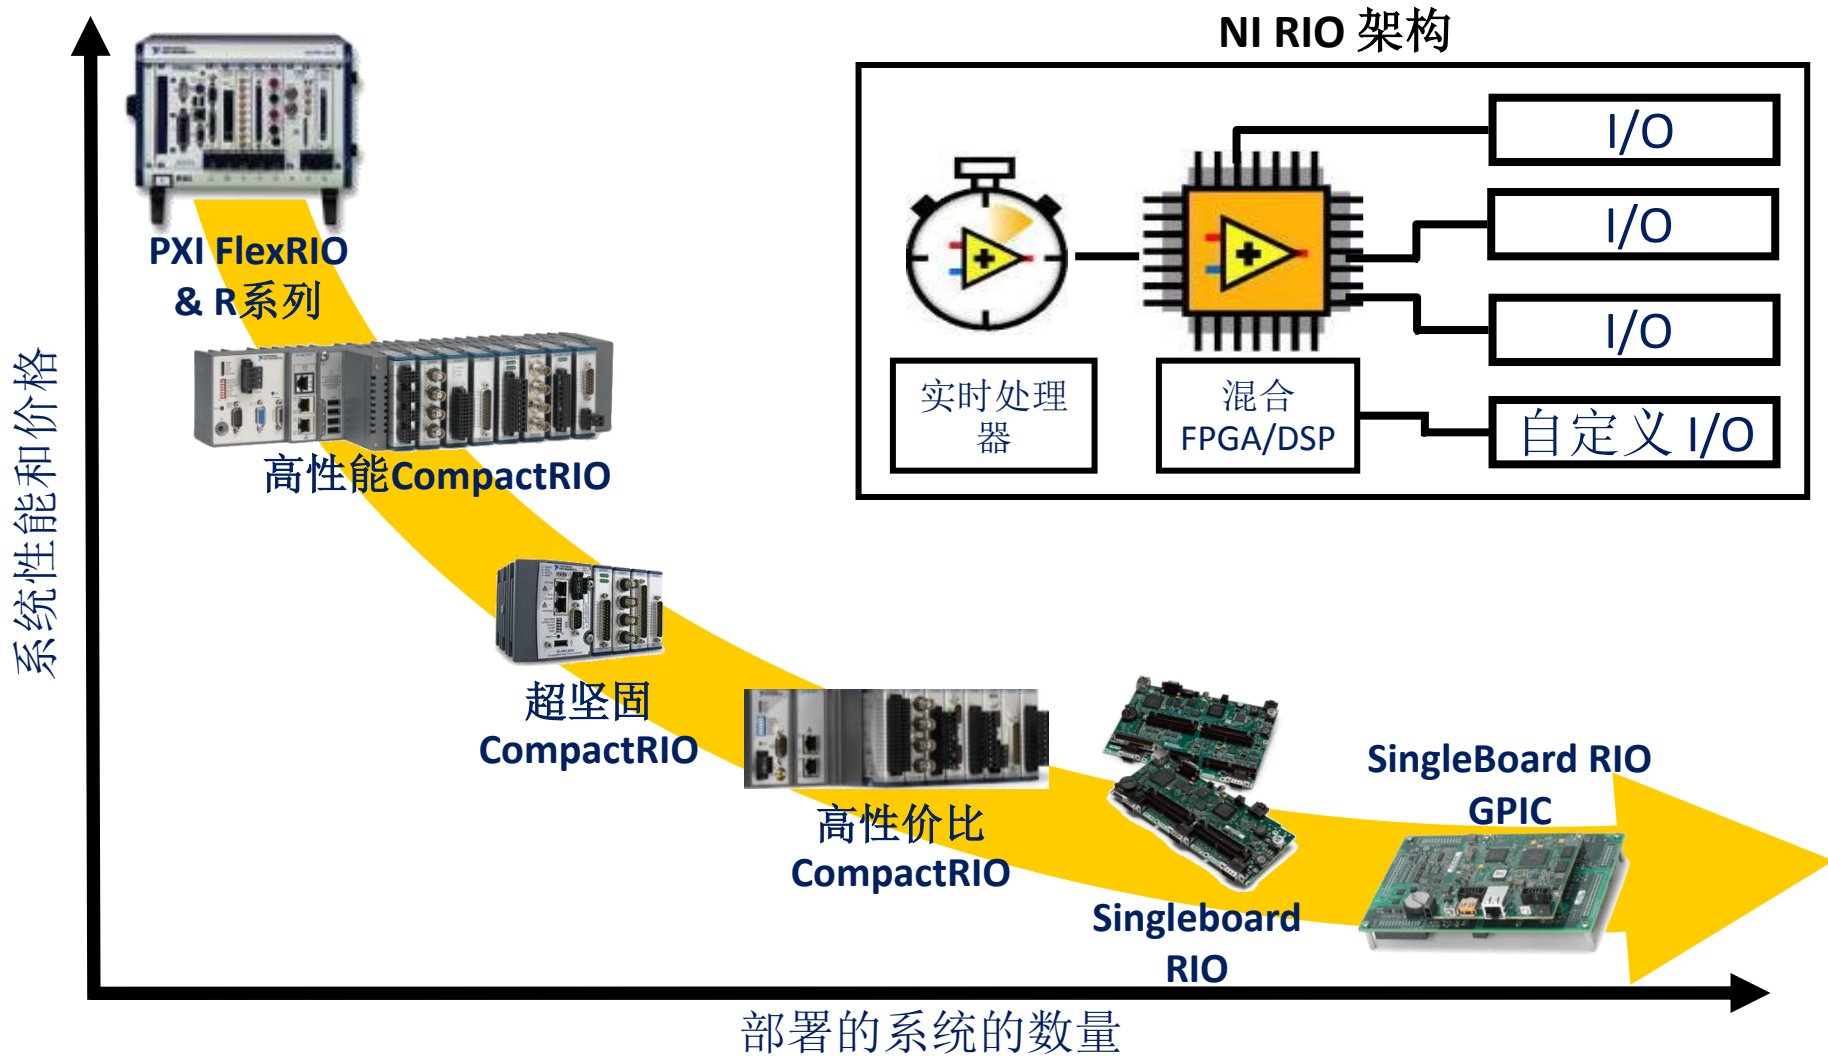 NI RIO 架构
I/O
I/O
I/O
自定义 I/O
实时处理
器
混合
FPGA/DSP
PXI FlexRIO
& R系列
高性能CompactRIO
超坚固
CompactRIO
高性价比
CompactRIO
Singleboard
RIO
SingleBoard RIO
GPIC
系统性能和价格
部署的系统的数量